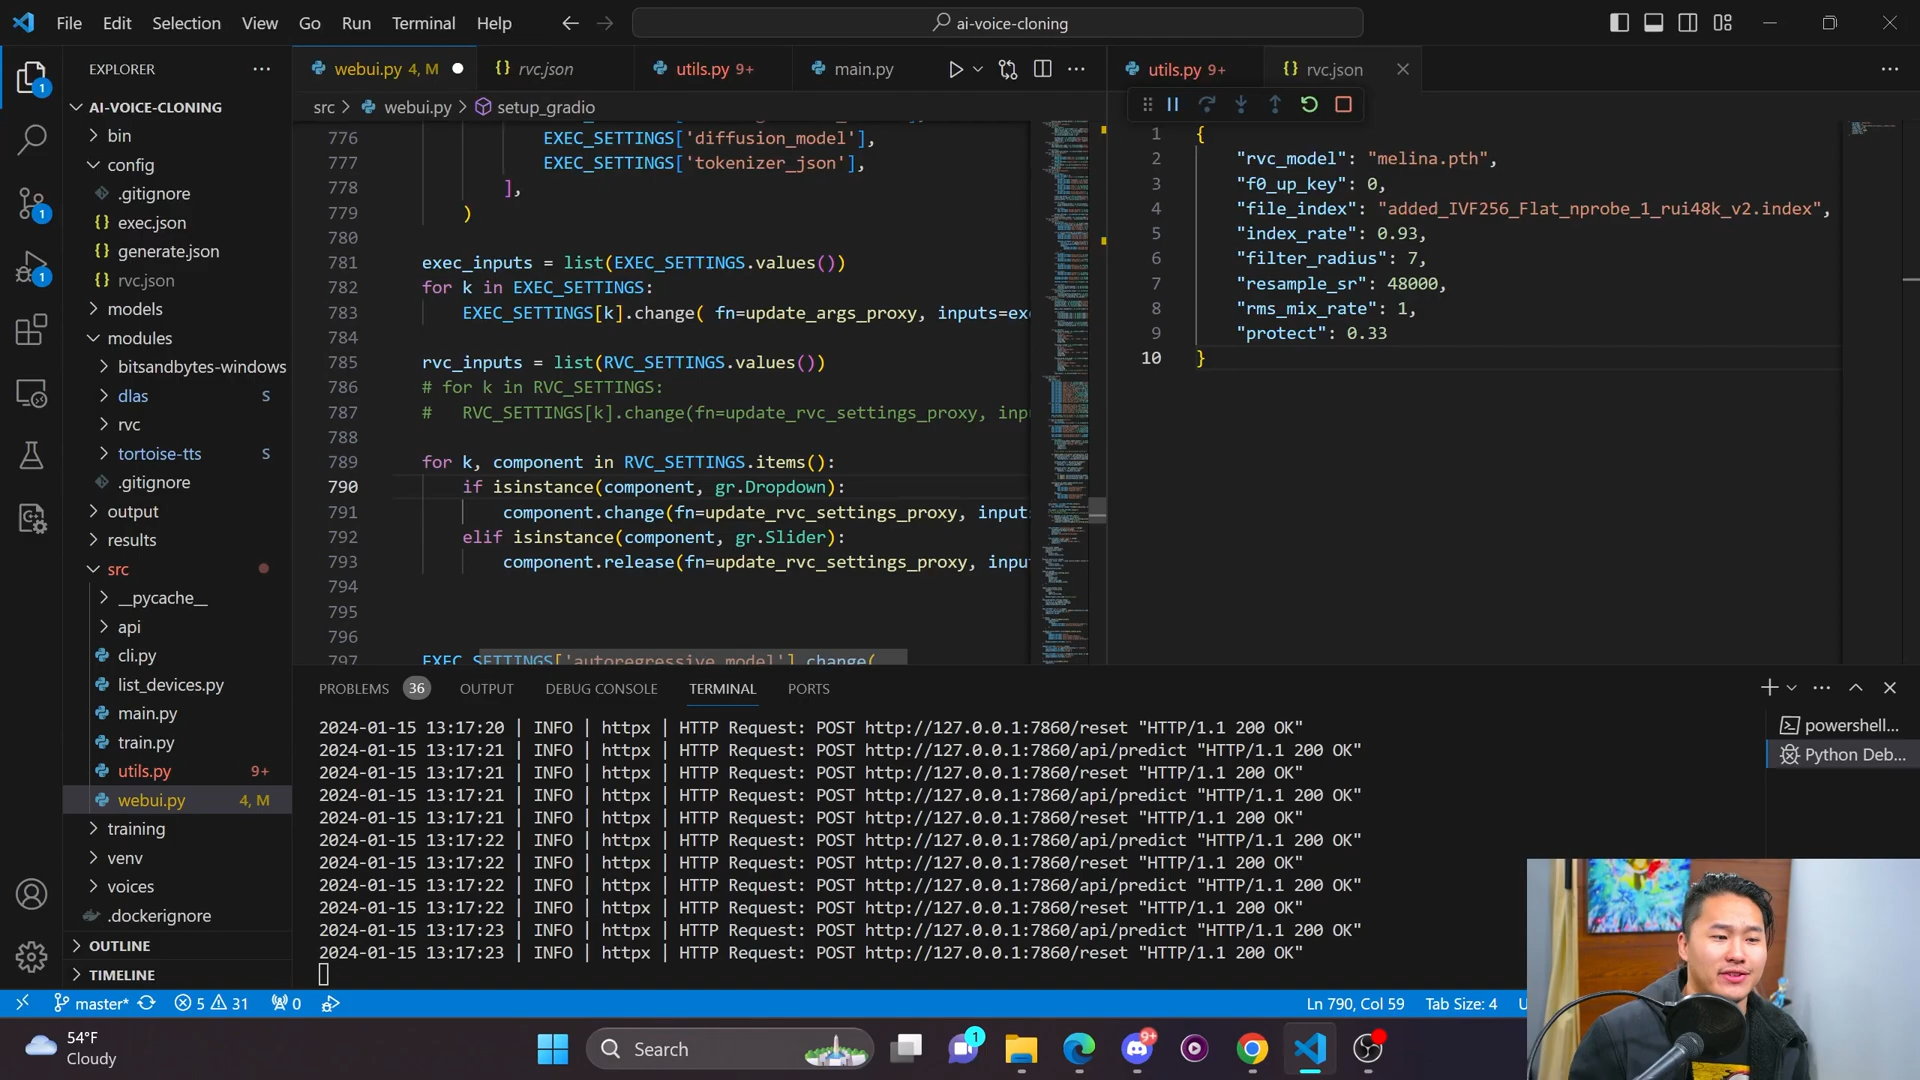 File Edit Selection View Go Run Terminal Help
ai-voice-cloning
EXPLORER
AI-VOICE-CLONING
bin
config
.gitignore
exec.json
generate.json
rvc.json
models
modules
bitsandbytes-windows
dlas S
rvc
tortoise-tts S
.gitignore
output
results
src
__pycache__
api
cli.py
list_devices.py
main.py
train.py
utils.py 9+
webui.py 4, M
training
venv
voices
.dockerignore
OUTLINE
TIMELINE
webui.py 4, M
rvc.json
utils.py 9+
main.py
src > webui.py > setup_gradio
776 EXEC_SETTINGS['diffusion_model'],
777 EXEC_SETTINGS['tokenizer_json'],
778 ],
779 )
780
781 exec_inputs = list(EXEC_SETTINGS.values())
782 for k in EXEC_SETTINGS:
783 EXEC_SETTINGS[k].change( fn=update_args_proxy, inputs=exe
784
785 rvc_inputs = list(RVC_SETTINGS.values())
786 # for k in RVC_SETTINGS:
787 # RVC_SETTINGS[k].change(fn=update_rvc_settings_proxy, inp
788
789 for k, component in RVC_SETTINGS.items():
790 if isinstance(component, gr.Dropdown):
791 component.change(fn=update_rvc_settings_proxy, inputs
792 elif isinstance(component, gr.Slider):
793 component.release(fn=update_rvc_settings_proxy, inpu
794
795
796
797 EXEC_SETTINGS['autoregressive_model'].change(
utils.py 9+
rvc.json
1 {
2 "rvc_model": "melina.pth",
3 "f0_up_key": 0,
4 "file_index": "added_IVF256_Flat_nprobe_1_rui48k_v2.index",
5 "index_rate": 0.93,
6 "filter_radius": 7,
7 "resample_sr": 48000,
8 "rms_mix_rate": 1,
9 "protect": 0.33
10 }
PROBLEMS 36 OUTPUT DEBUG CONSOLE TERMINAL PORTS
2024-01-15 13:17:20 | INFO | httpx | HTTP Request: POST http://127.0.0.1:7860/reset "HTTP/1.1 200 OK"
2024-01-15 13:17:21 | INFO | httpx | HTTP Request: POST http://127.0.0.1:7860/api/predict "HTTP/1.1 200 OK"
2024-01-15 13:17:21 | INFO | httpx | HTTP Request: POST http://127.0.0.1:7860/reset "HTTP/1.1 200 OK"
2024-01-15 13:17:21 | INFO | httpx | HTTP Request: POST http://127.0.0.1:7860/api/predict "HTTP/1.1 200 OK"
2024-01-15 13:17:21 | INFO | httpx | HTTP Request: POST http://127.0.0.1:7860/reset "HTTP/1.1 200 OK"
2024-01-15 13:17:22 | INFO | httpx | HTTP Request: POST http://127.0.0.1:7860/api/predict "HTTP/1.1 200 OK"
2024-01-15 13:17:22 | INFO | httpx | HTTP Request: POST http://127.0.0.1:7860/reset "HTTP/1.1 200 OK"
2024-01-15 13:17:22 | INFO | httpx | HTTP Request: POST http://127.0.0.1:7860/api/predict "HTTP/1.1 200 OK"
2024-01-15 13:17:22 | INFO | httpx | HTTP Request: POST http://127.0.0.1:7860/reset "HTTP/1.1 200 OK"
2024-01-15 13:17:23 | INFO | httpx | HTTP Request: POST http://127.0.0.1:7860/api/predict "HTTP/1.1 200 OK"
2024-01-15 13:17:23 | INFO | httpx | HTTP Request: POST http://127.0.0.1:7860/reset "HTTP/1.1 200 OK"
powershell...
Python Deb...
master* 5 31 0
Ln 790, Col 59 Tab Size: 4 U
54°F
Cloudy
Search
1
9+